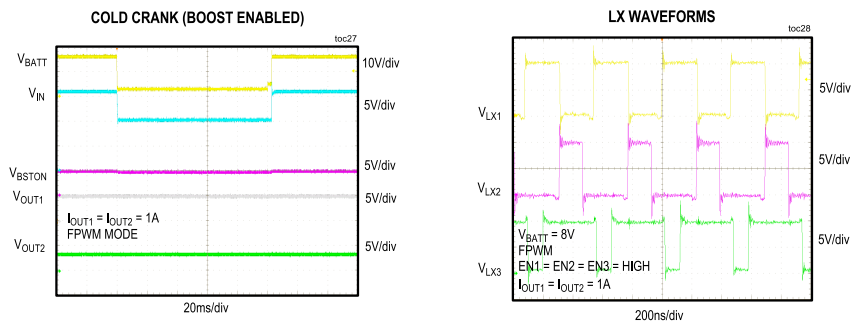 COLD CRANK (BOOST ENABLED)
toc27
VBATT
10V/div
VIN
5V/div
VBSTON
5V/div
VOUT1
5V/div
IOUT1 = IOUT2 = 1A
FPWM MODE
VOUT2
5V/div
20ms/div
LX WAVEFORMS
toc28
5V/div
VLX1
5V/div
VLX2
VBATT = 8V
5V/div
FPWM
EN1 = EN2 = EN3 = HIGH
VLX3
IOUT1 = IOUT2 = 1A
200ns/div